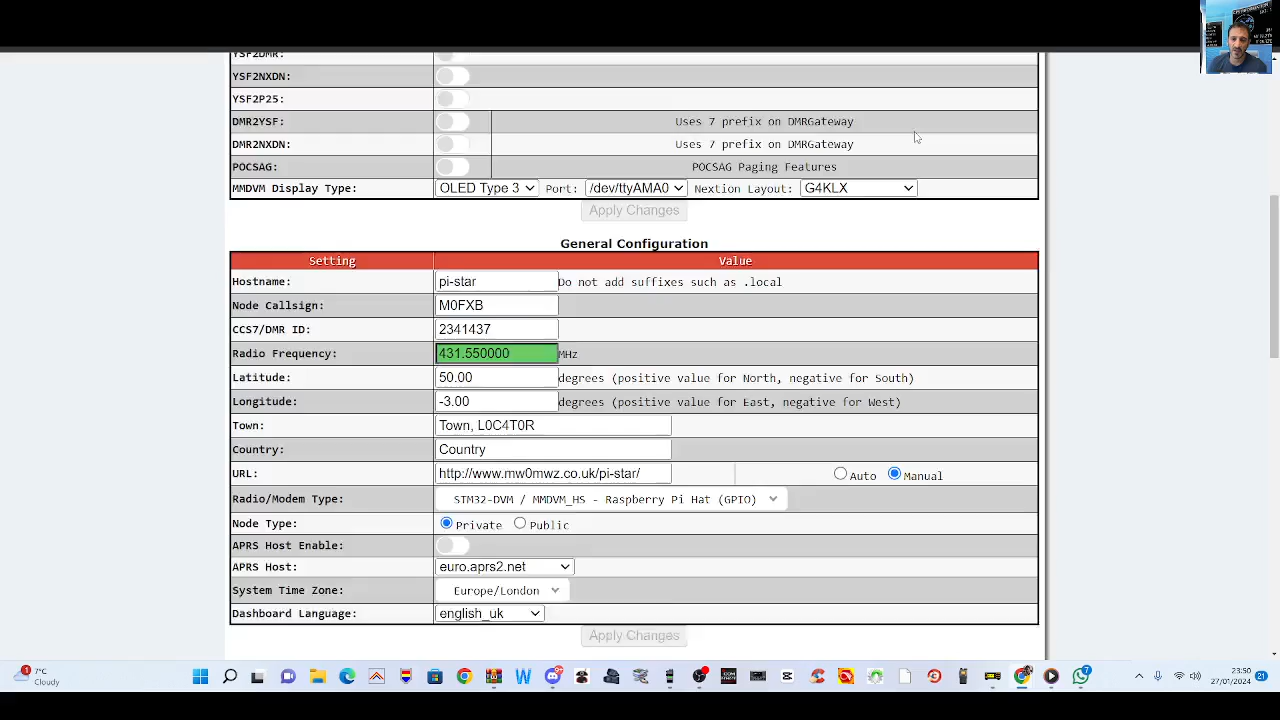 YSF2DMR:
YSF2NXDN:
YSF2P25:
DMR2YSF: Uses 7 prefix on DMRGateway
DMR2NXDN: Uses 7 prefix on DMRGateway
POCSAG: POCSAG Paging Features
MMDVM Display Type: OLED Type 3 Port: /dev/ttyAMA0 Nextion Layout: G4KLX
Apply Changes
General Configuration
Setting Value
Hostname: pi-star Do not add suffixes such as .local
Node Callsign: M0FXB
CCS7/DMR ID: 2341437
Radio Frequency: 431.550000 MHz
Latitude: 50.00 degrees (positive value for North, negative for South)
Longitude: -3.00 degrees (positive value for East, negative for West)
Town: Town, L0C4T0R
Country: Country
URL: http://www.mw0mwz.co.uk/pi-star/ Auto Manual
Radio/Modem Type: STM32-DVM / MMDVM_HS - Raspberry Pi Hat (GPIO)
Node Type: Private Public
APRS Host Enable:
APRS Host: euro.aprs2.net
System Time Zone: Europe/London
Dashboard Language: english_uk
Apply Changes
7°C
Cloudy
23:50
27/01/2024
21